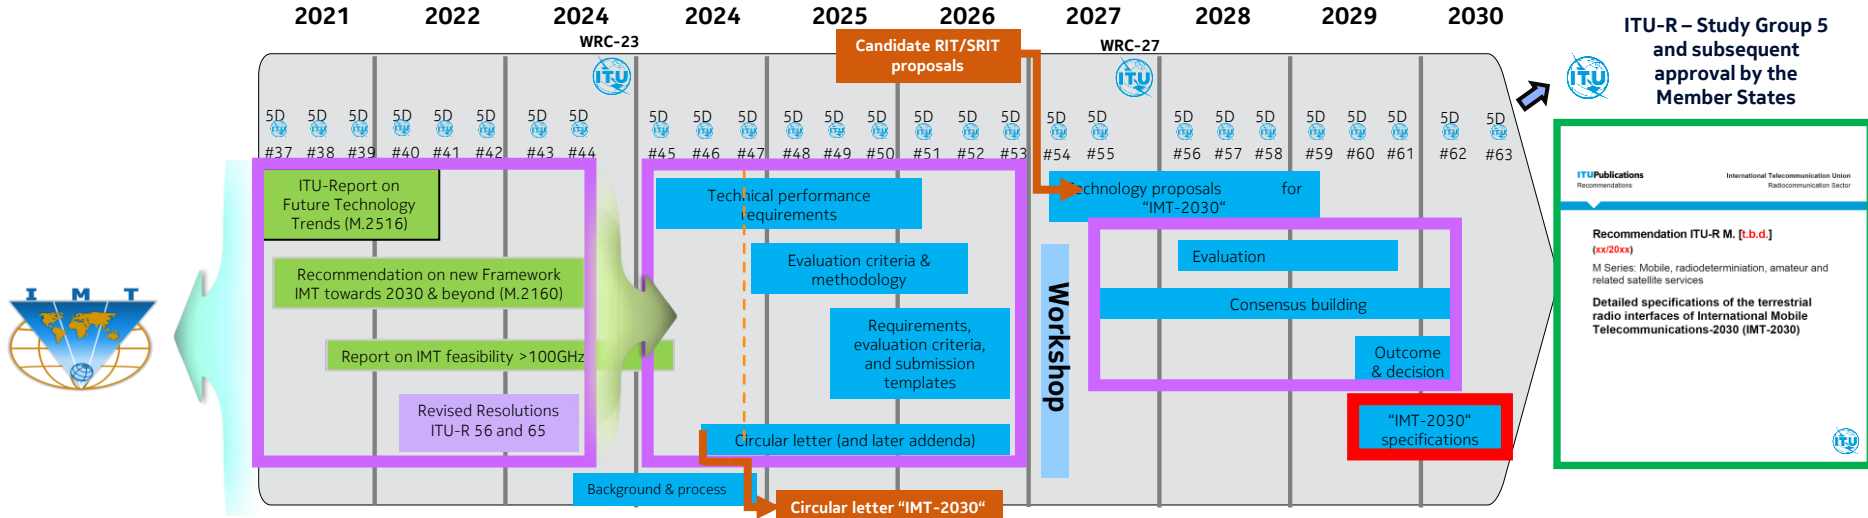 2021 2022 2024 2024 2025 2026 2027 2028 2029 2030
WRC-23
WRC-27
Candidate RIT/SRIT
proposals
ITU-R – Study Group 5
and subsequent
approval by the
Member States
ITU
ITU
ITU
5D 5D 5D 5D 5D 5D 5D 5D 5D 5D 5D 5D 5D 5D 5D 5D 5D 5D 5D 5D 5D 5D 5D 5D 5D 5D 5D
#37 #38 #39 #40 #41 #42 #43 #44 #45 #46 #47 #48 #49 #50 #51 #52 #53 #54 #55 #56 #57 #58 #59 #60 #61 #62 #63
ITU-Report on
Future Technology
Trends (M.2516)
Recommendation on new Framework
IMT towards 2030 & beyond (M.2160)
Report on IMT feasibility >100GHz
Revised Resolutions
ITU-R 56 and 65
Background & process
Technical performance
requirements
Evaluation criteria &
methodology
Requirements,
evaluation criteria,
and submission
templates
Circular letter (and later addenda)
Circular letter “IMT-2030“
Workshop
echnology proposals for
“IMT-2030“
Evaluation
Consensus building
Outcome
& decision
“IMT-2030“
specifications
I M T
ITUPublications
Recommendations
International Telecommunication Union
Radiocommunication Sector
Recommendation ITU-R M. [t.b.d.]
(xx/20xx)
M Series: Mobile, radiodeterminiation, amateur and
related satellite services
Detailed specifications of the terrestrial
radio interfaces of International Mobile
Telecommunications-2030 (IMT-2030)
ITU